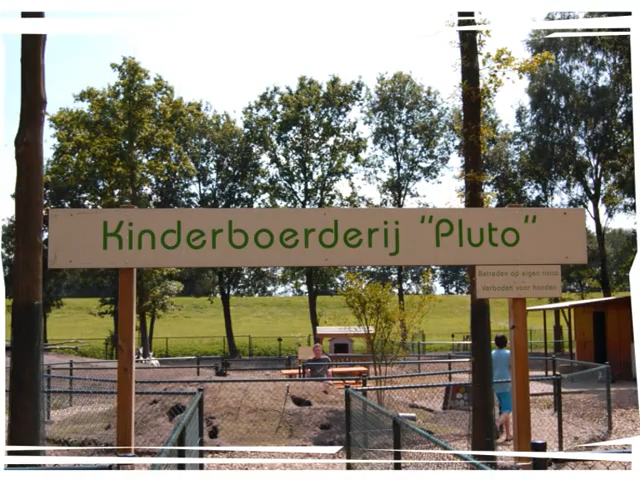 Kinderboerderij "Pluto"
Betreden op eigen risico
Verboden voor honden